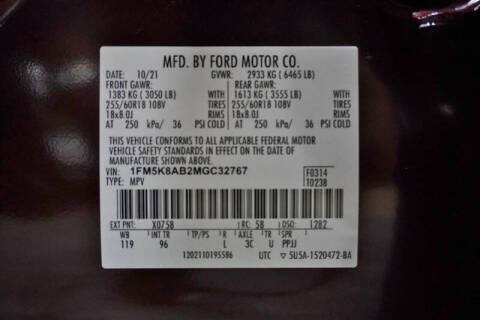 MFD. BY FORD MOTOR CO.
DATE: 10/21 GVWR: 2933 KG ( 6465 LB)
FRONT GAWR: REAR GAWR:
1383 KG ( 3050 LB) WITH 1613 KG ( 3555 LB) WITH
255/60R18 108V TIRES 255/60R18 108V TIRES
18x8.0J RIMS 18x8.0J RIMS
AT 250 kPa/ 36 PSI COLD AT 250 kPa/ 36 PSI COLD
THIS VEHICLE CONFORMS TO ALL APPLICABLE FEDERAL MOTOR
VEHICLE SAFETY STANDARDS IN EFFECT ON THE DATE OF
MANUFACTURE SHOWN ABOVE.
VIN: 1FM5K8AB2MGC32767 F0314
TYPE: MPV T0238
EXT PNT: RC: 58 DSO: 1282
WB INT TR TP/PS R AXLE TR SPR
119 96 L 3C U PPJJ
1202110195586 UTC ▽ 5U5A-1520472-BA